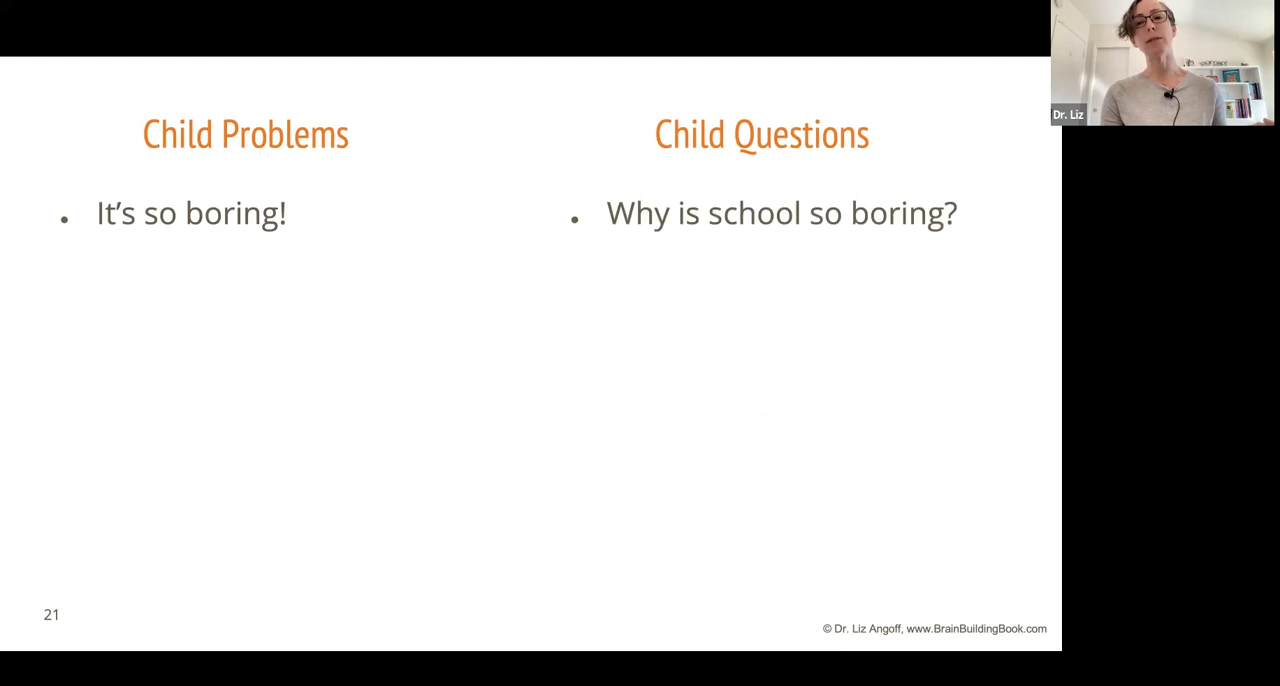 Dr. Liz
Child Problems
Child Questions
• It's so boring!
• Why is school so boring?
21
© Dr. Liz Angoff, www.BrainBuildingBook.com